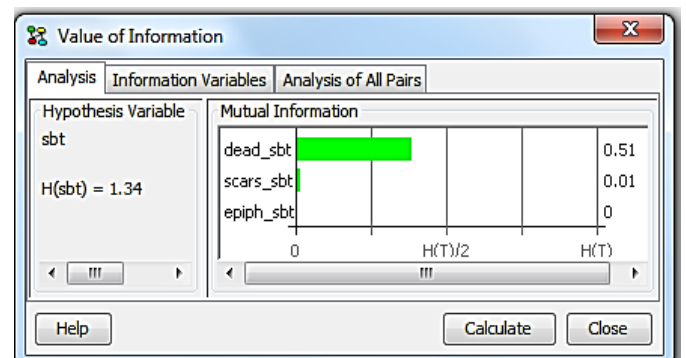 Value of Information
Analysis Information Variables Analysis of All Pairs
Hypothesis Variable
sbt
H(sbt) = 1.34
Mutual Information
dead_sbt 0.51
scars_sbt 0.01
epiph_sbt 0
0 H(T)/2 H(T)
Help Calculate Close